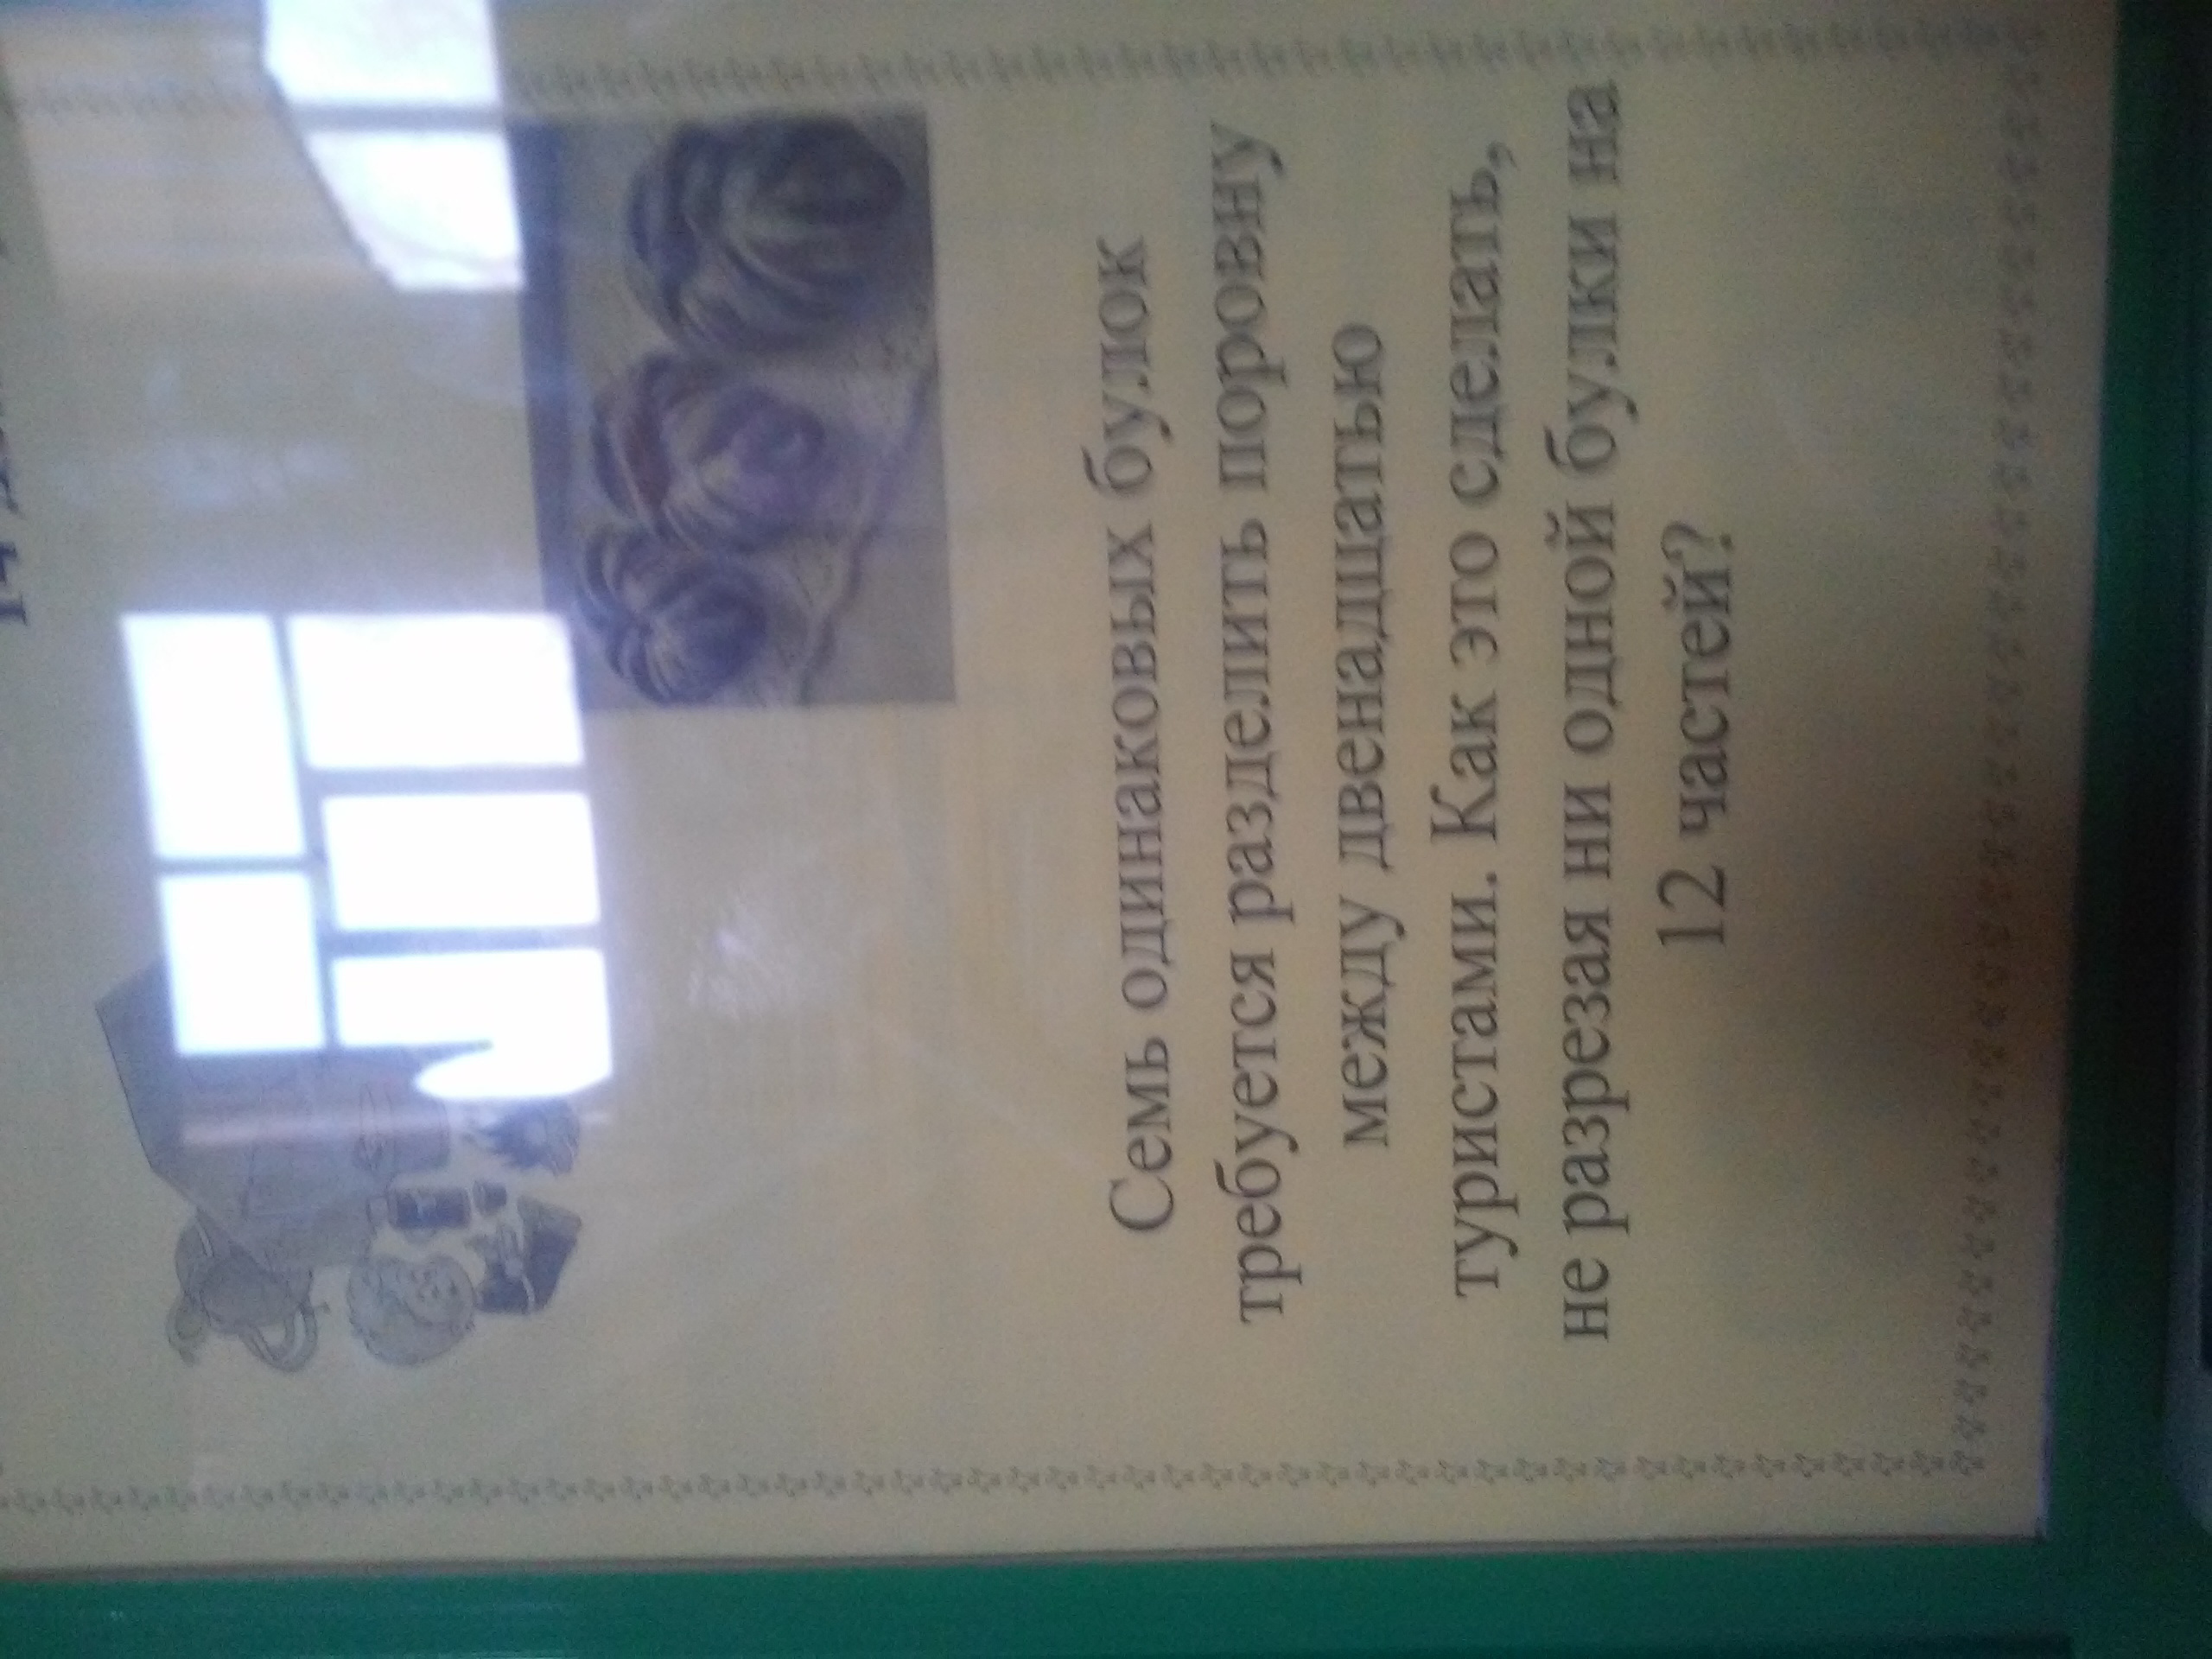 Семь одинаковых булок
требуется разделить поровну
между двенадцатью
туристами. Как это сделать,
не разрезая ни одной булки на
12 частей?